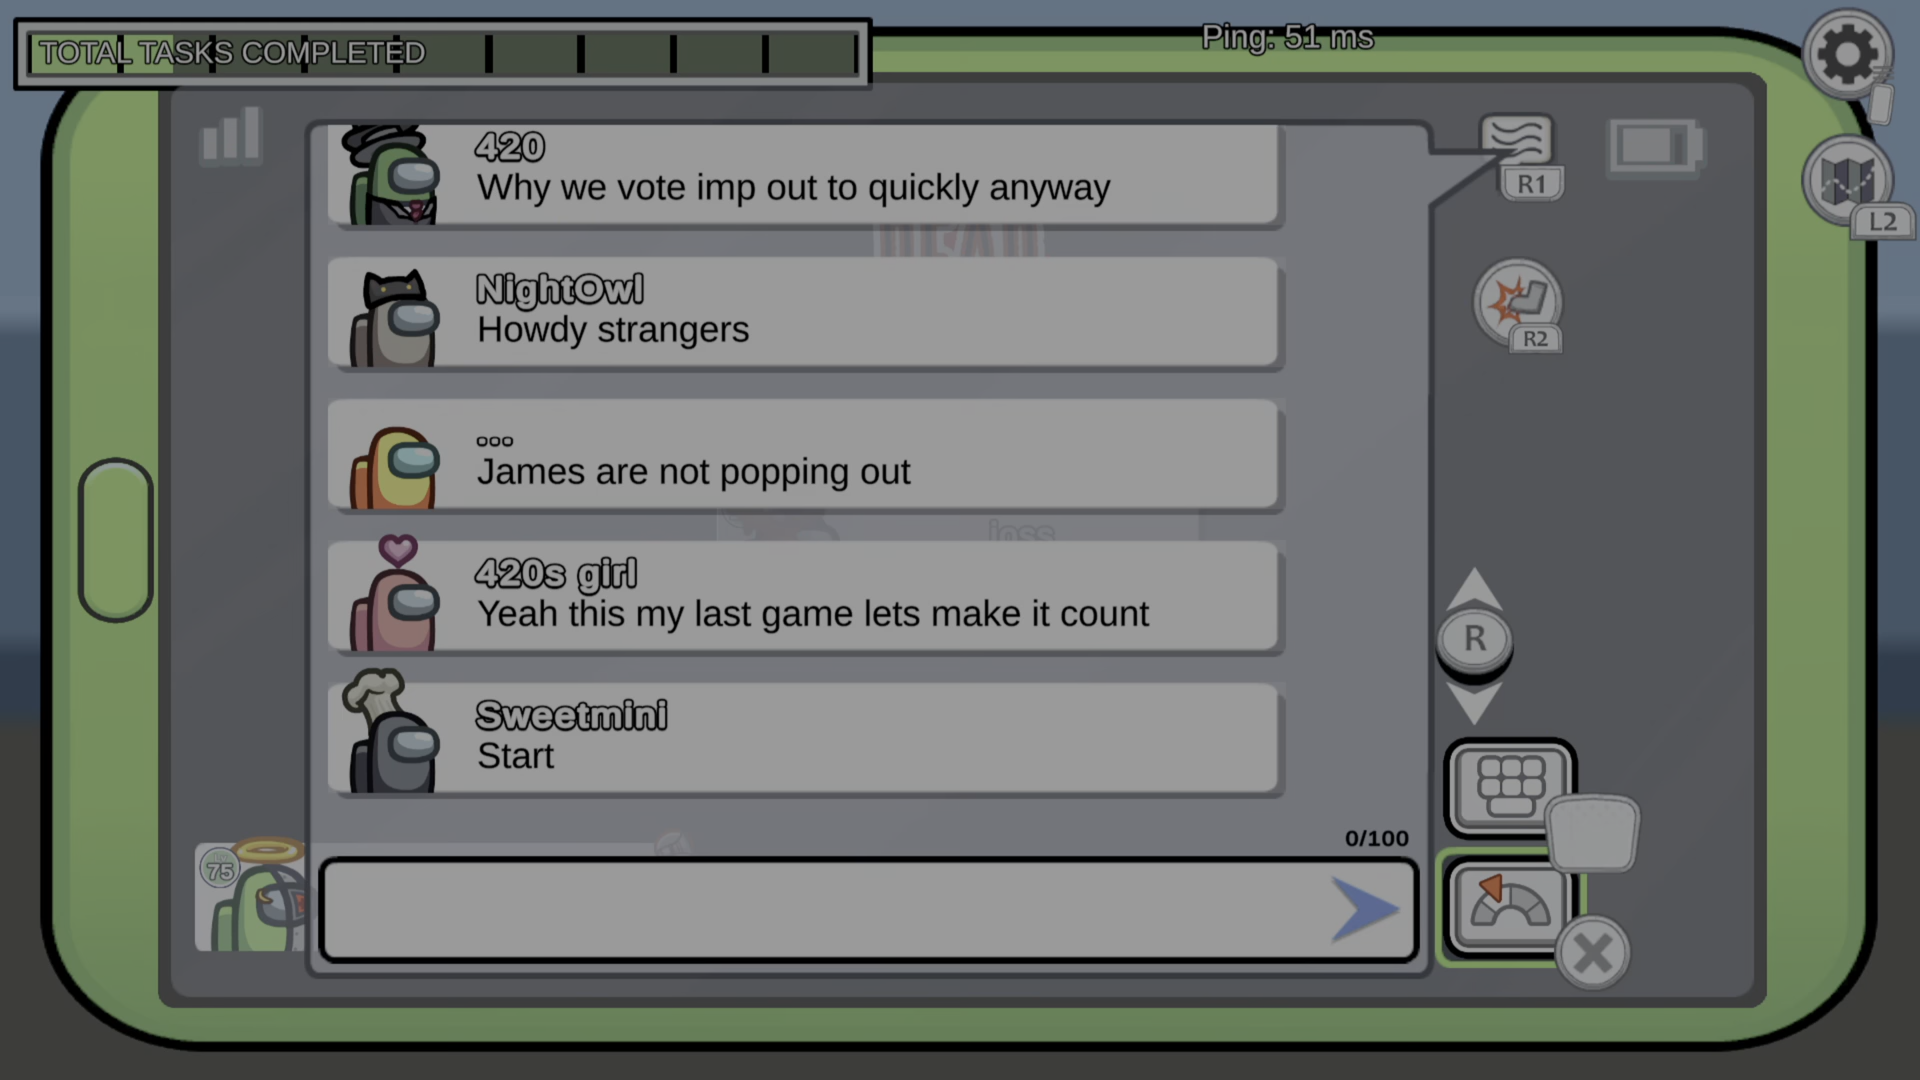 TOTAL TASKS COMPLETED
Ping: 51 ms
420
Why we vote imp out to quickly anyway
R1
L2
DEAD
NightOwl
Howdy strangers
R2
...
James are not popping out
joss
420s girl
Yeah this my last game lets make it count
R
Sweetmini
Start
0/100
75